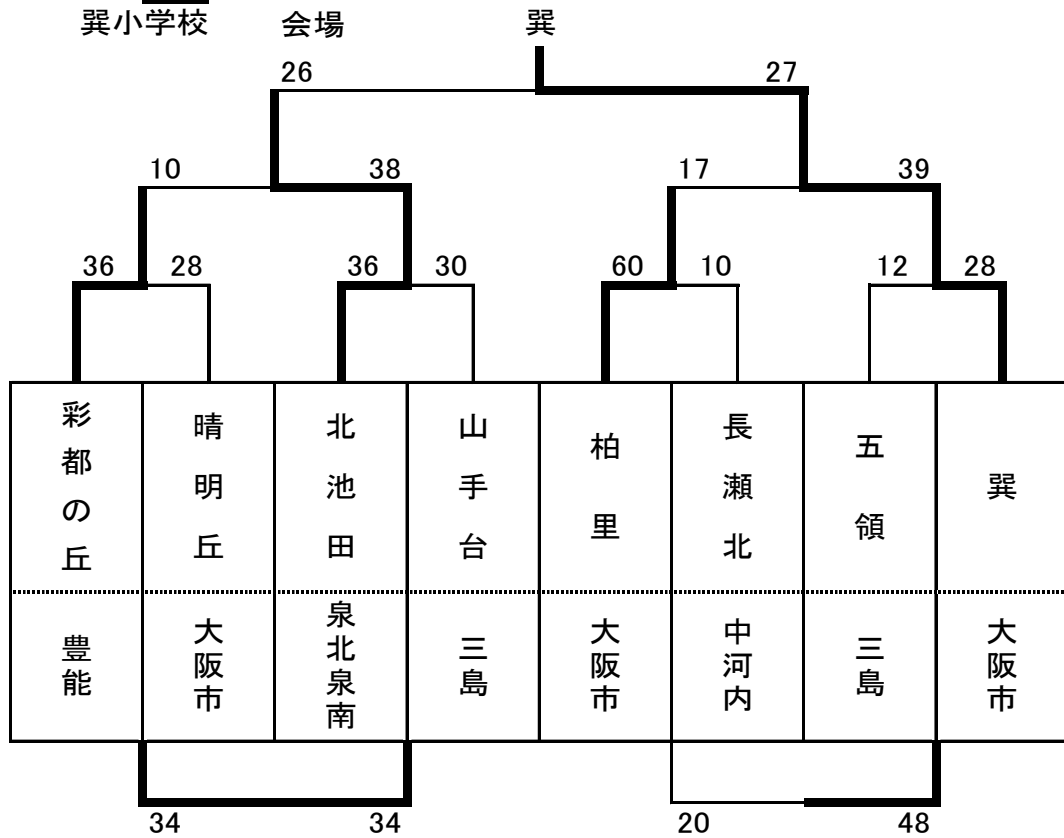 巽小学校 会場 巽
26 27
10 38 17 39
36 28 36 30 60 10 12 28
彩都の丘
晴明丘
北池田
山手台
柏里
長瀬北
五領
巽
豊能
大阪市
泉北泉南
三島
大阪市
中河内
三島
大阪市
34 34 20 48